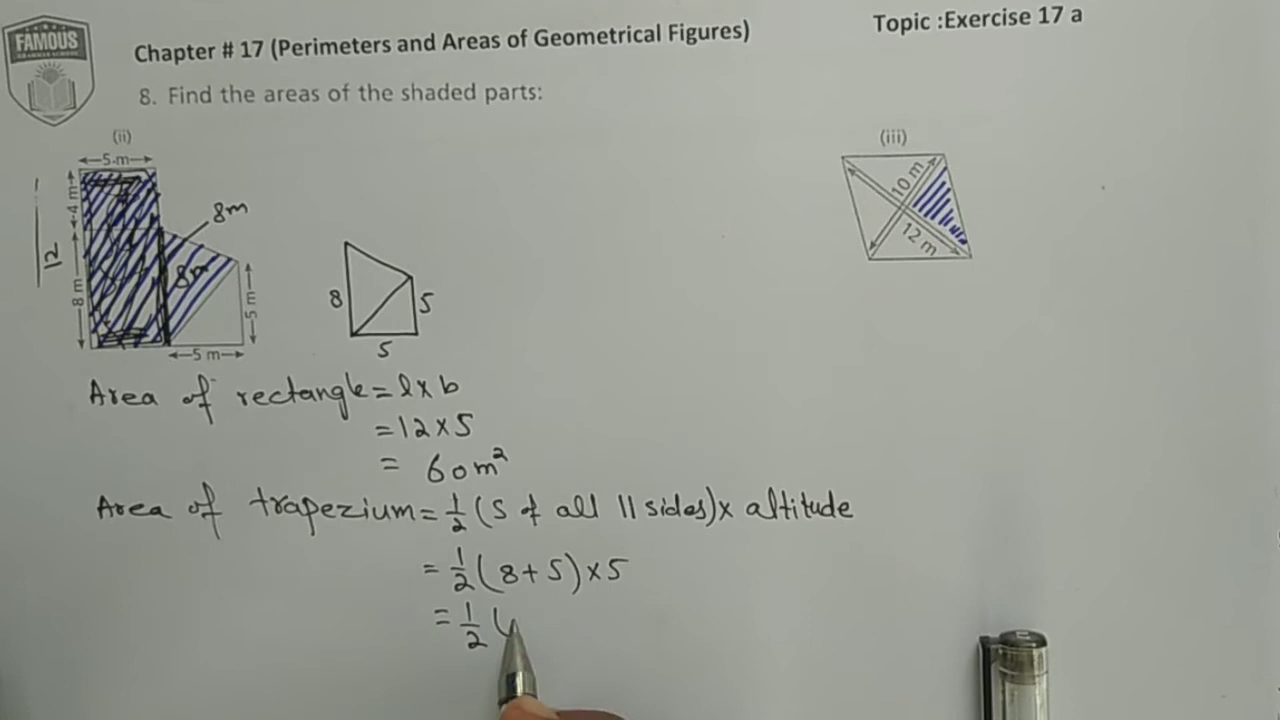 FAMOUS
Chapter # 17 (Perimeters and Areas of Geometrical Figures)
Topic :Exercise 17 a
8. Find the areas of the shaded parts:
(ii)
5 m
4 m
12
8 m
8m
8m
5 m
5 m
8
5
5
(iii)
10 m
12 m
Area of rectangle = l x b
= 12 x 5
= 60m²
Area of trapezium = 1/2 (S of all || sides) x altitude
= 1/2 (8 + 5) x 5
= 1/2 (